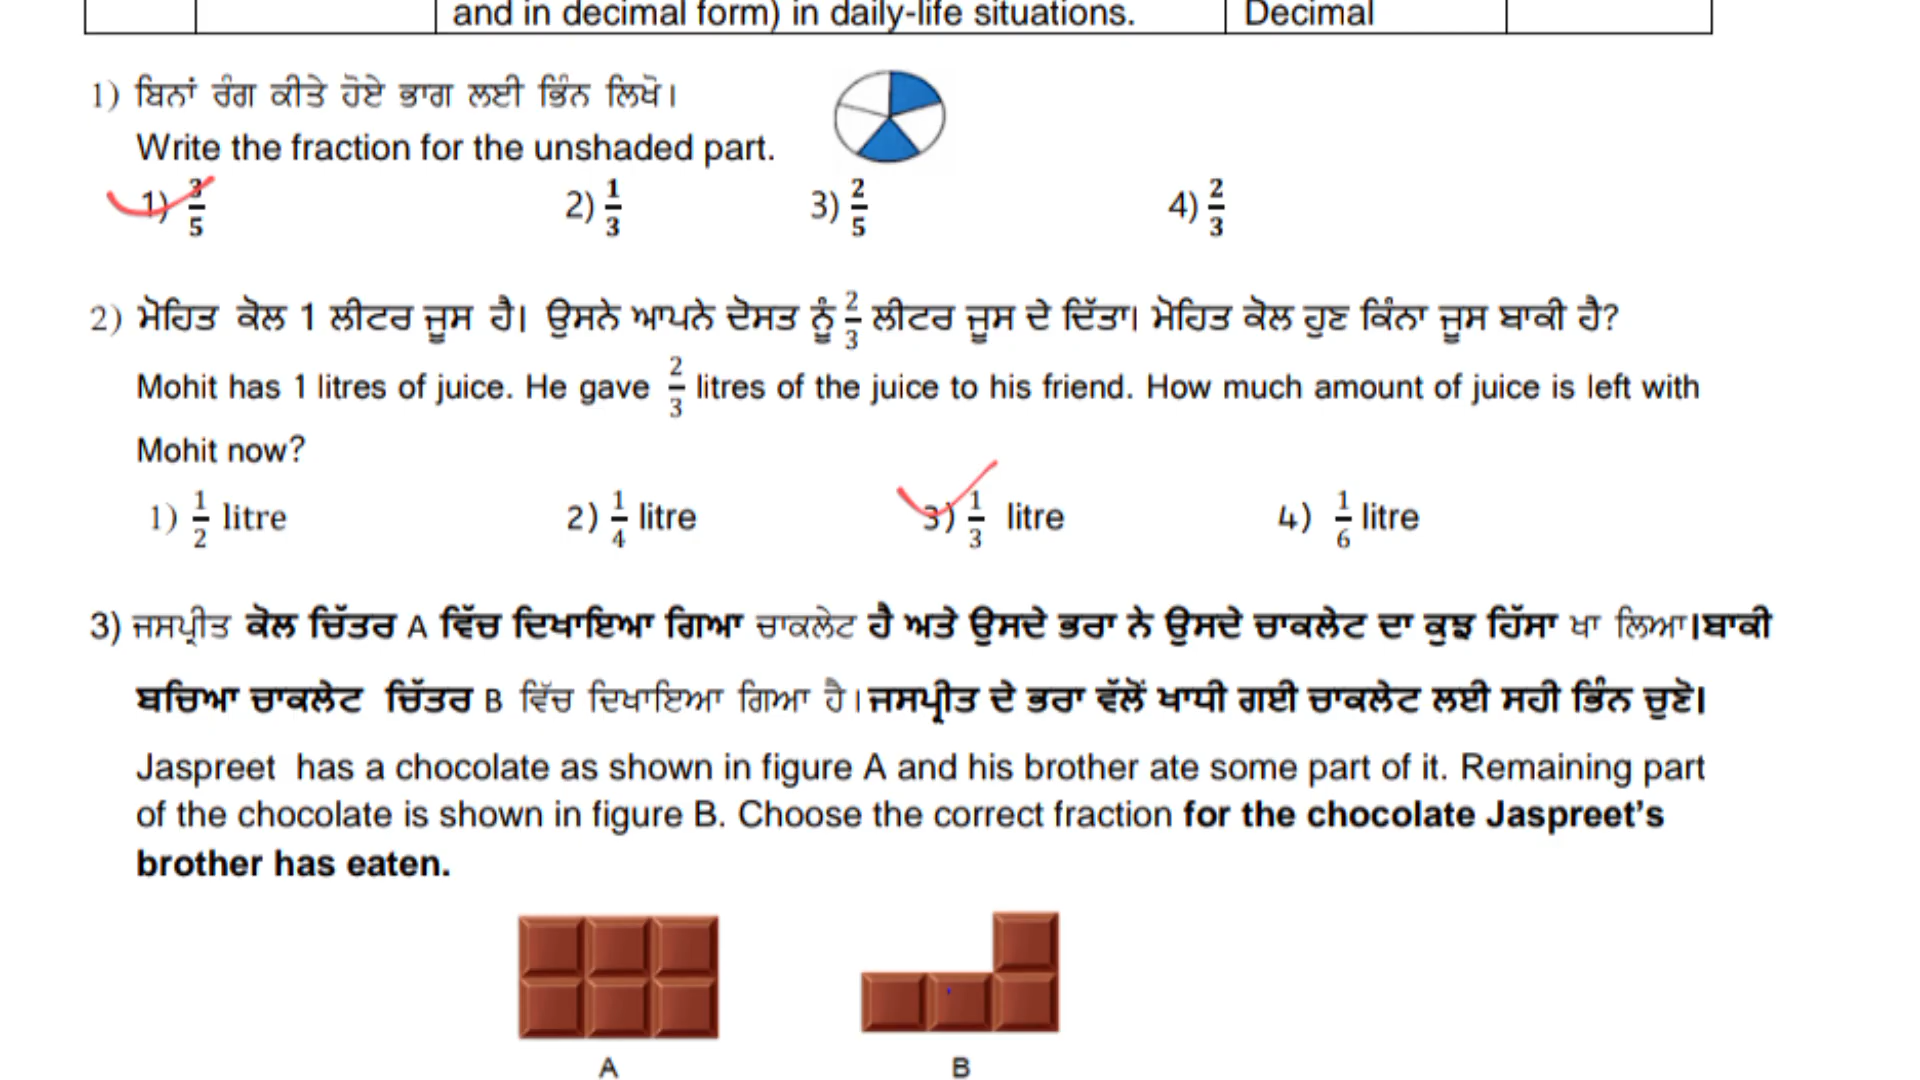 and in decimal form) in daily-life situations. Decimal
1) ਬਿਨਾਂ ਰੰਗ ਕੀਤੇ ਹੋਏ ਭਾਗ ਲਈ ਭਿੰਨ ਲਿਖੋ।
Write the fraction for the unshaded part.
1) 3/5 2) 1/3 3) 2/5 4) 2/3
2) ਮੋਹਿਤ ਕੋਲ 1 ਲੀਟਰ ਜੂਸ ਹੈ। ਉਸਨੇ ਆਪਣੇ ਦੋਸਤ ਨੂੰ 2/3 ਲੀਟਰ ਜੂਸ ਦੇ ਦਿੱਤਾ। ਮੋਹਿਤ ਕੋਲ ਹੁਣ ਕਿੰਨਾ ਜੂਸ ਬਾਕੀ ਹੈ?
Mohit has 1 litres of juice. He gave 2/3 litres of the juice to his friend. How much amount of juice is left with
Mohit now?
1) 1/2 litre 2) 1/4 litre 3) 1/3 litre 4) 1/6 litre
3) ਜਸਪ੍ਰੀਤ ਕੋਲ ਚਿੱਤਰ A ਵਿੱਚ ਦਿਖਾਇਆ ਗਿਆ ਚਾਕਲੇਟ ਹੈ ਅਤੇ ਉਸਦੇ ਭਰਾ ਨੇ ਉਸਦੇ ਚਾਕਲੇਟ ਦਾ ਕੁਝ ਹਿੱਸਾ ਖਾ ਲਿਆ।ਬਾਕੀ
ਬਚਿਆ ਚਾਕਲੇਟ ਚਿੱਤਰ B ਵਿੱਚ ਦਿਖਾਇਆ ਗਿਆ ਹੈ।ਜਸਪ੍ਰੀਤ ਦੇ ਭਰਾ ਵੱਲੋਂ ਖਾਧੀ ਗਈ ਚਾਕਲੇਟ ਲਈ ਸਹੀ ਭਿੰਨ ਚੁਣੋ।
Jaspreet has a chocolate as shown in figure A and his brother ate some part of it. Remaining part
of the chocolate is shown in figure B. Choose the correct fraction for the chocolate Jaspreet’s
brother has eaten.
A B